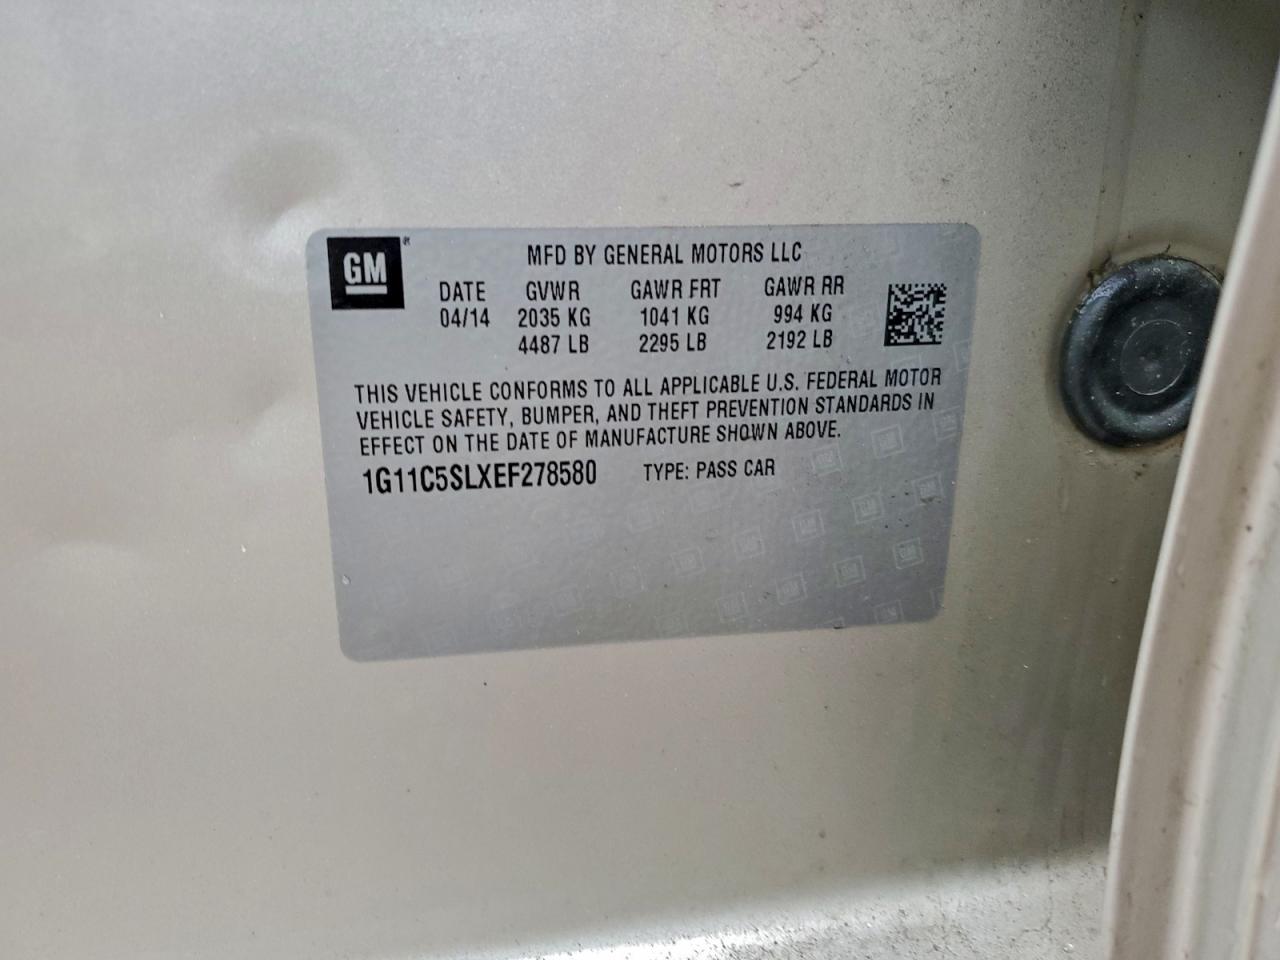 GM
MFD BY GENERAL MOTORS LLC
DATE GVWR GAWR FRT GAWR RR
04/14 2035 KG 1041 KG 994 KG
4487 LB 2295 LB 2192 LB
THIS VEHICLE CONFORMS TO ALL APPLICABLE U.S. FEDERAL MOTOR
VEHICLE SAFETY, BUMPER, AND THEFT PREVENTION STANDARDS IN
EFFECT ON THE DATE OF MANUFACTURE SHOWN ABOVE.
1G11C5SLXEF278580 TYPE: PASS CAR